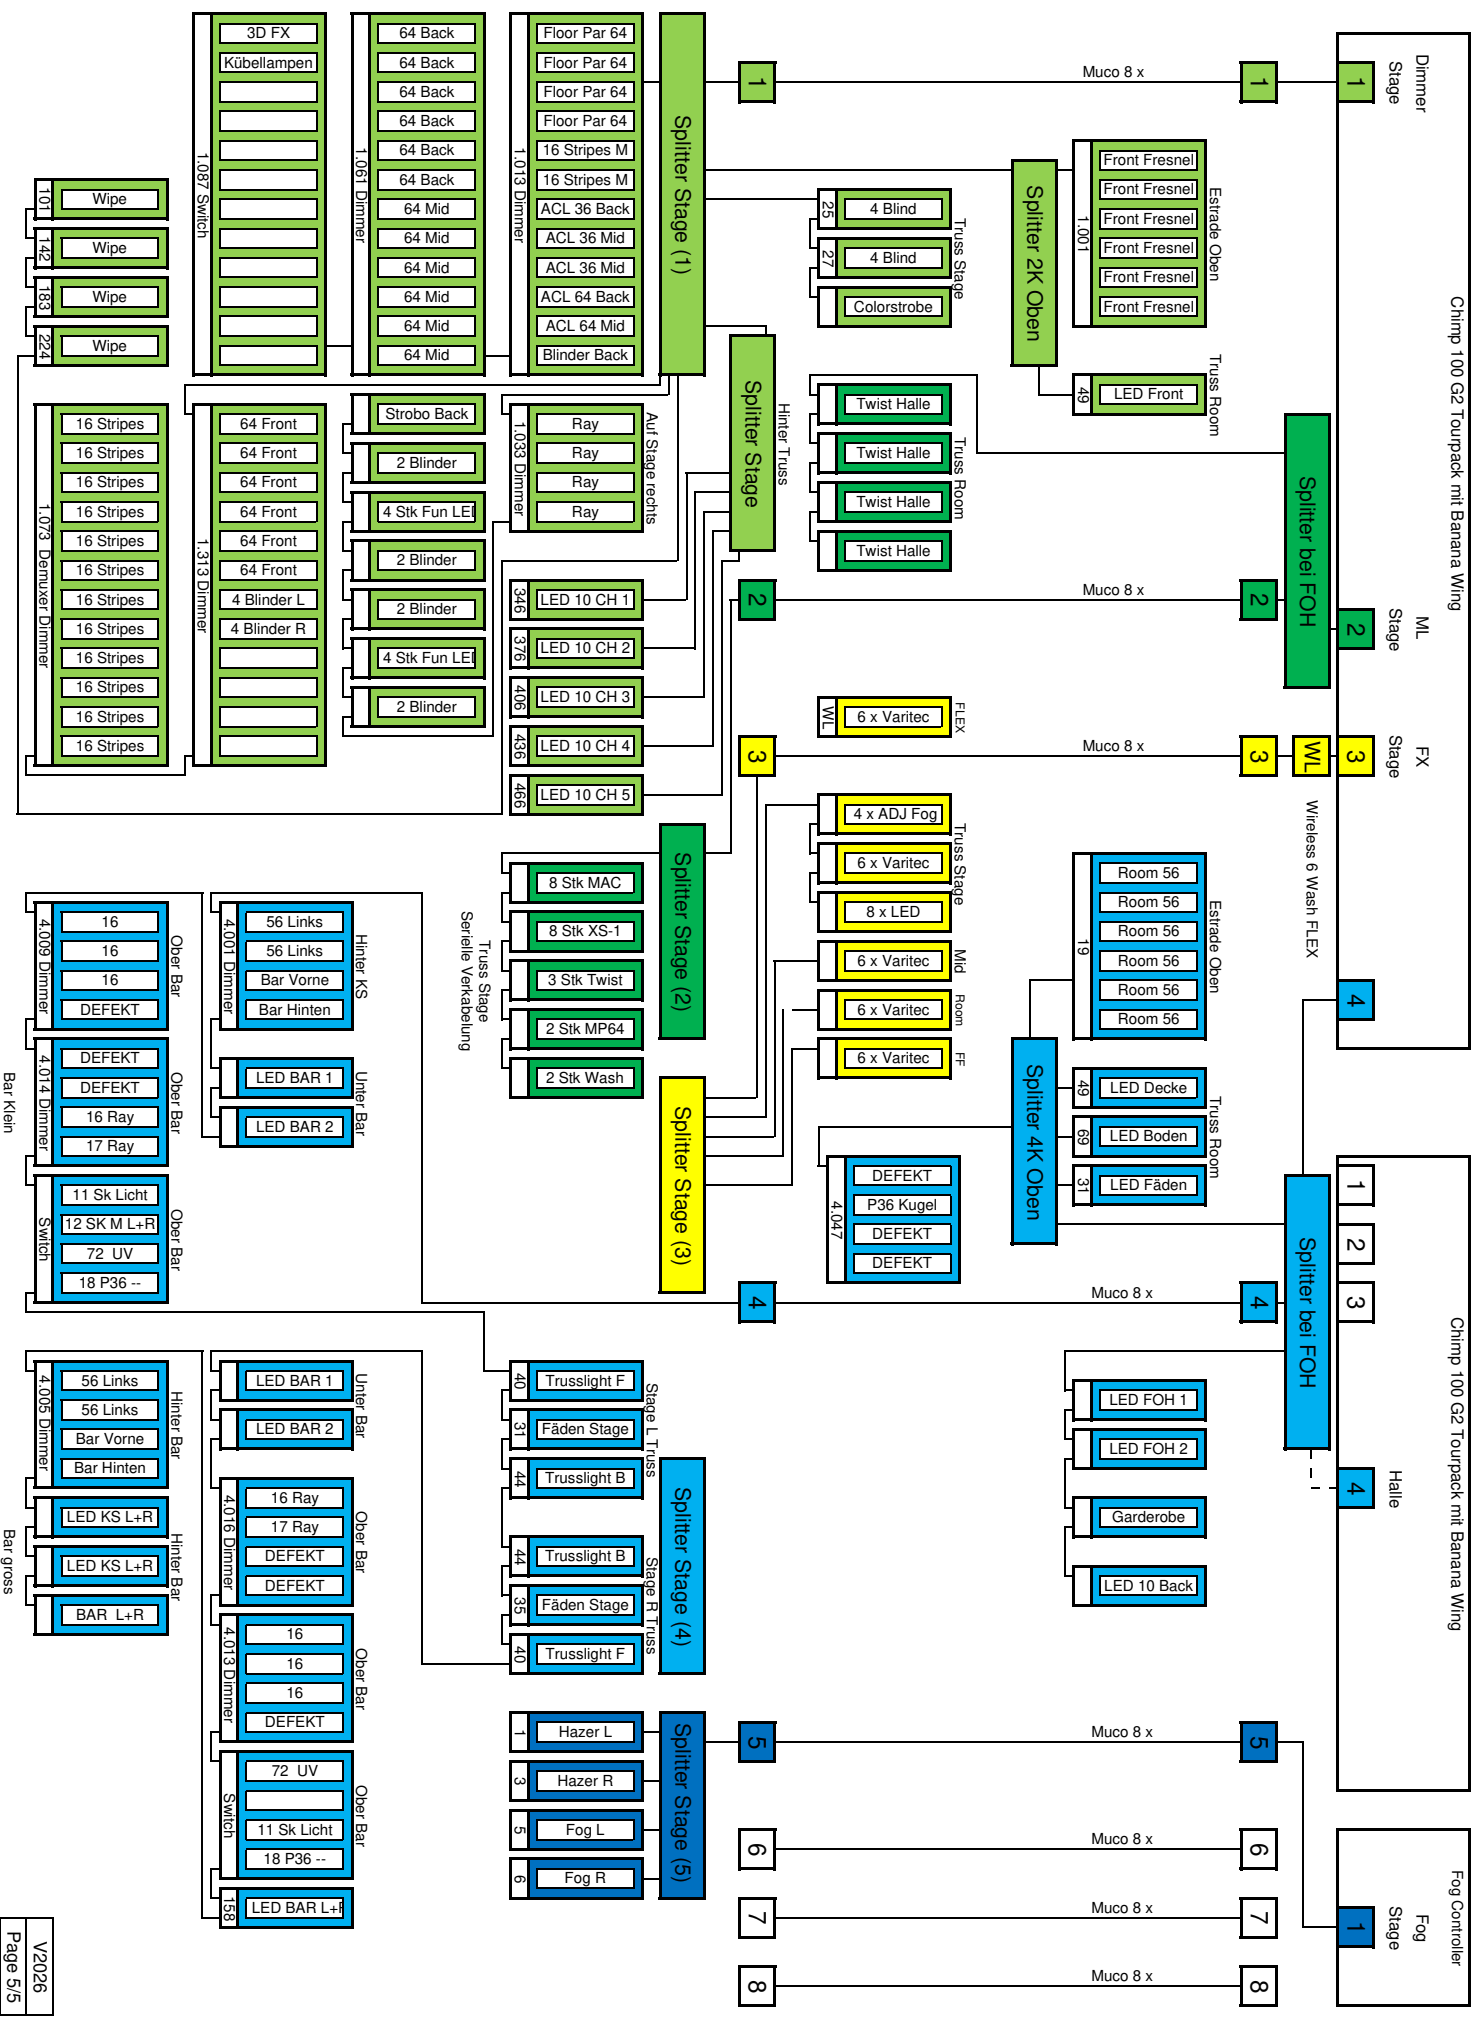 Chimp 100 G2 Tourpack mit Banana Wing
Dimmer
Stage
1
ML
Stage
2
FX
Stage
3
4
Chimp 100 G2 Tourpack mit Banana Wing
1
2
3
Halle
4
Fog Controller
Fog
Stage
1
Splitter bei FOH
WL
Wireless 6 Wash FLEX
Splitter bei FOH
1
Muco 8 x
1
2
Muco 8 x
2
3
Muco 8 x
3
4
Muco 8 x
4
5
Muco 8 x
5
6
Muco 8 x
6
7
Muco 8 x
7
8
Muco 8 x
8
Estrade Oben
Front Fresnel
Front Fresnel
Front Fresnel
Front Fresnel
Front Fresnel
Front Fresnel
1.001
Truss Room
LED Front
49
Splitter 2K Oben
Truss Stage
4 Blind
25
4 Blind
27
Colorstrobe
Truss Room
Twist Halle
Twist Halle
Twist Halle
Twist Halle
FLEX
6 x Varitec
WL
Truss Stage
4 x ADJ Fog
6 x Varitec
8 x LED
Mid
6 x Varitec
Room
6 x Varitec
FF
6 x Varitec
Estrade Oben
Room 56
Room 56
Room 56
Room 56
Room 56
Room 56
19
Truss Room
LED Decke
49
LED Boden
69
LED Fäden
31
Splitter 4K Oben
DEFEKT
P36 Kugel
DEFEKT
DEFEKT
4.047
LED FOH 1
LED FOH 2
Garderobe
LED 10 Back
Splitter Stage (1)
Hinter Truss
Splitter Stage
Splitter Stage (2)
Splitter Stage (3)
Splitter Stage (4)
Splitter Stage (5)
Floor Par 64
Floor Par 64
Floor Par 64
Floor Par 64
16 Stripes M
16 Stripes M
ACL 36 Back
ACL 36 Mid
ACL 36 Mid
ACL 64 Back
ACL 64 Mid
Blinder Back
1.013 Dimmer
64 Back
64 Back
64 Back
64 Back
64 Back
64 Back
64 Mid
64 Mid
64 Mid
64 Mid
64 Mid
64 Mid
1.061 Dimmer
3D FX
Kübellampen
1.087 Switch
Wipe
101
Wipe
142
Wipe
183
Wipe
224
Auf Stage rechts
Ray
Ray
Ray
Ray
1.033 Dimmer
Strobo Back
2 Blinder
4 Stk Fun LED
2 Blinder
2 Blinder
4 Stk Fun LED
2 Blinder
64 Front
64 Front
64 Front
64 Front
64 Front
64 Front
4 Blinder L
4 Blinder R
1.313 Dimmer
16 Stripes
16 Stripes
16 Stripes
16 Stripes
16 Stripes
16 Stripes
16 Stripes
16 Stripes
16 Stripes
16 Stripes
16 Stripes
16 Stripes
1.073 Demuxer Dimmer
LED 10 CH 1
346
LED 10 CH 2
376
LED 10 CH 3
406
LED 10 CH 4
436
LED 10 CH 5
466
8 Stk MAC
8 Stk XS-1
3 Stk Twist
2 Stk MP64
2 Stk Wash
Truss Stage
Serielle Verkabelung
Hinter KS
56 Links
56 Links
Bar Vorne
Bar Hinten
4.001 Dimmer
Unter Bar
LED BAR 1
LED BAR 2
Ober Bar
16
16
16
DEFEKT
4.009 Dimmer
Ober Bar
DEFEKT
DEFEKT
16 Ray
17 Ray
4.014 Dimmer
Ober Bar
11 Sk Licht
12 SK M L+R
72 UV
18 P36 --
Switch
Bar Klein
Stage L Truss
Trusslight F
40
Fäden Stage
31
Trusslight B
44
Stage R Truss
Trusslight B
44
Fäden Stage
35
Trusslight F
40
Unter Bar
LED BAR 1
LED BAR 2
Ober Bar
16 Ray
17 Ray
DEFEKT
DEFEKT
4.016 Dimmer
Ober Bar
16
16
16
DEFEKT
4.013 Dimmer
Ober Bar
72 UV
11 Sk Licht
18 P36 --
Switch
LED BAR L+R
158
Hinter Bar
56 Links
56 Links
Bar Vorne
Bar Hinten
4.005 Dimmer
Hinter Bar
LED KS L+R
LED KS L+R
BAR L+R
Bar gross
Hazer L
1
Hazer R
3
Fog L
5
Fog R
6
V2026
Page 5/5